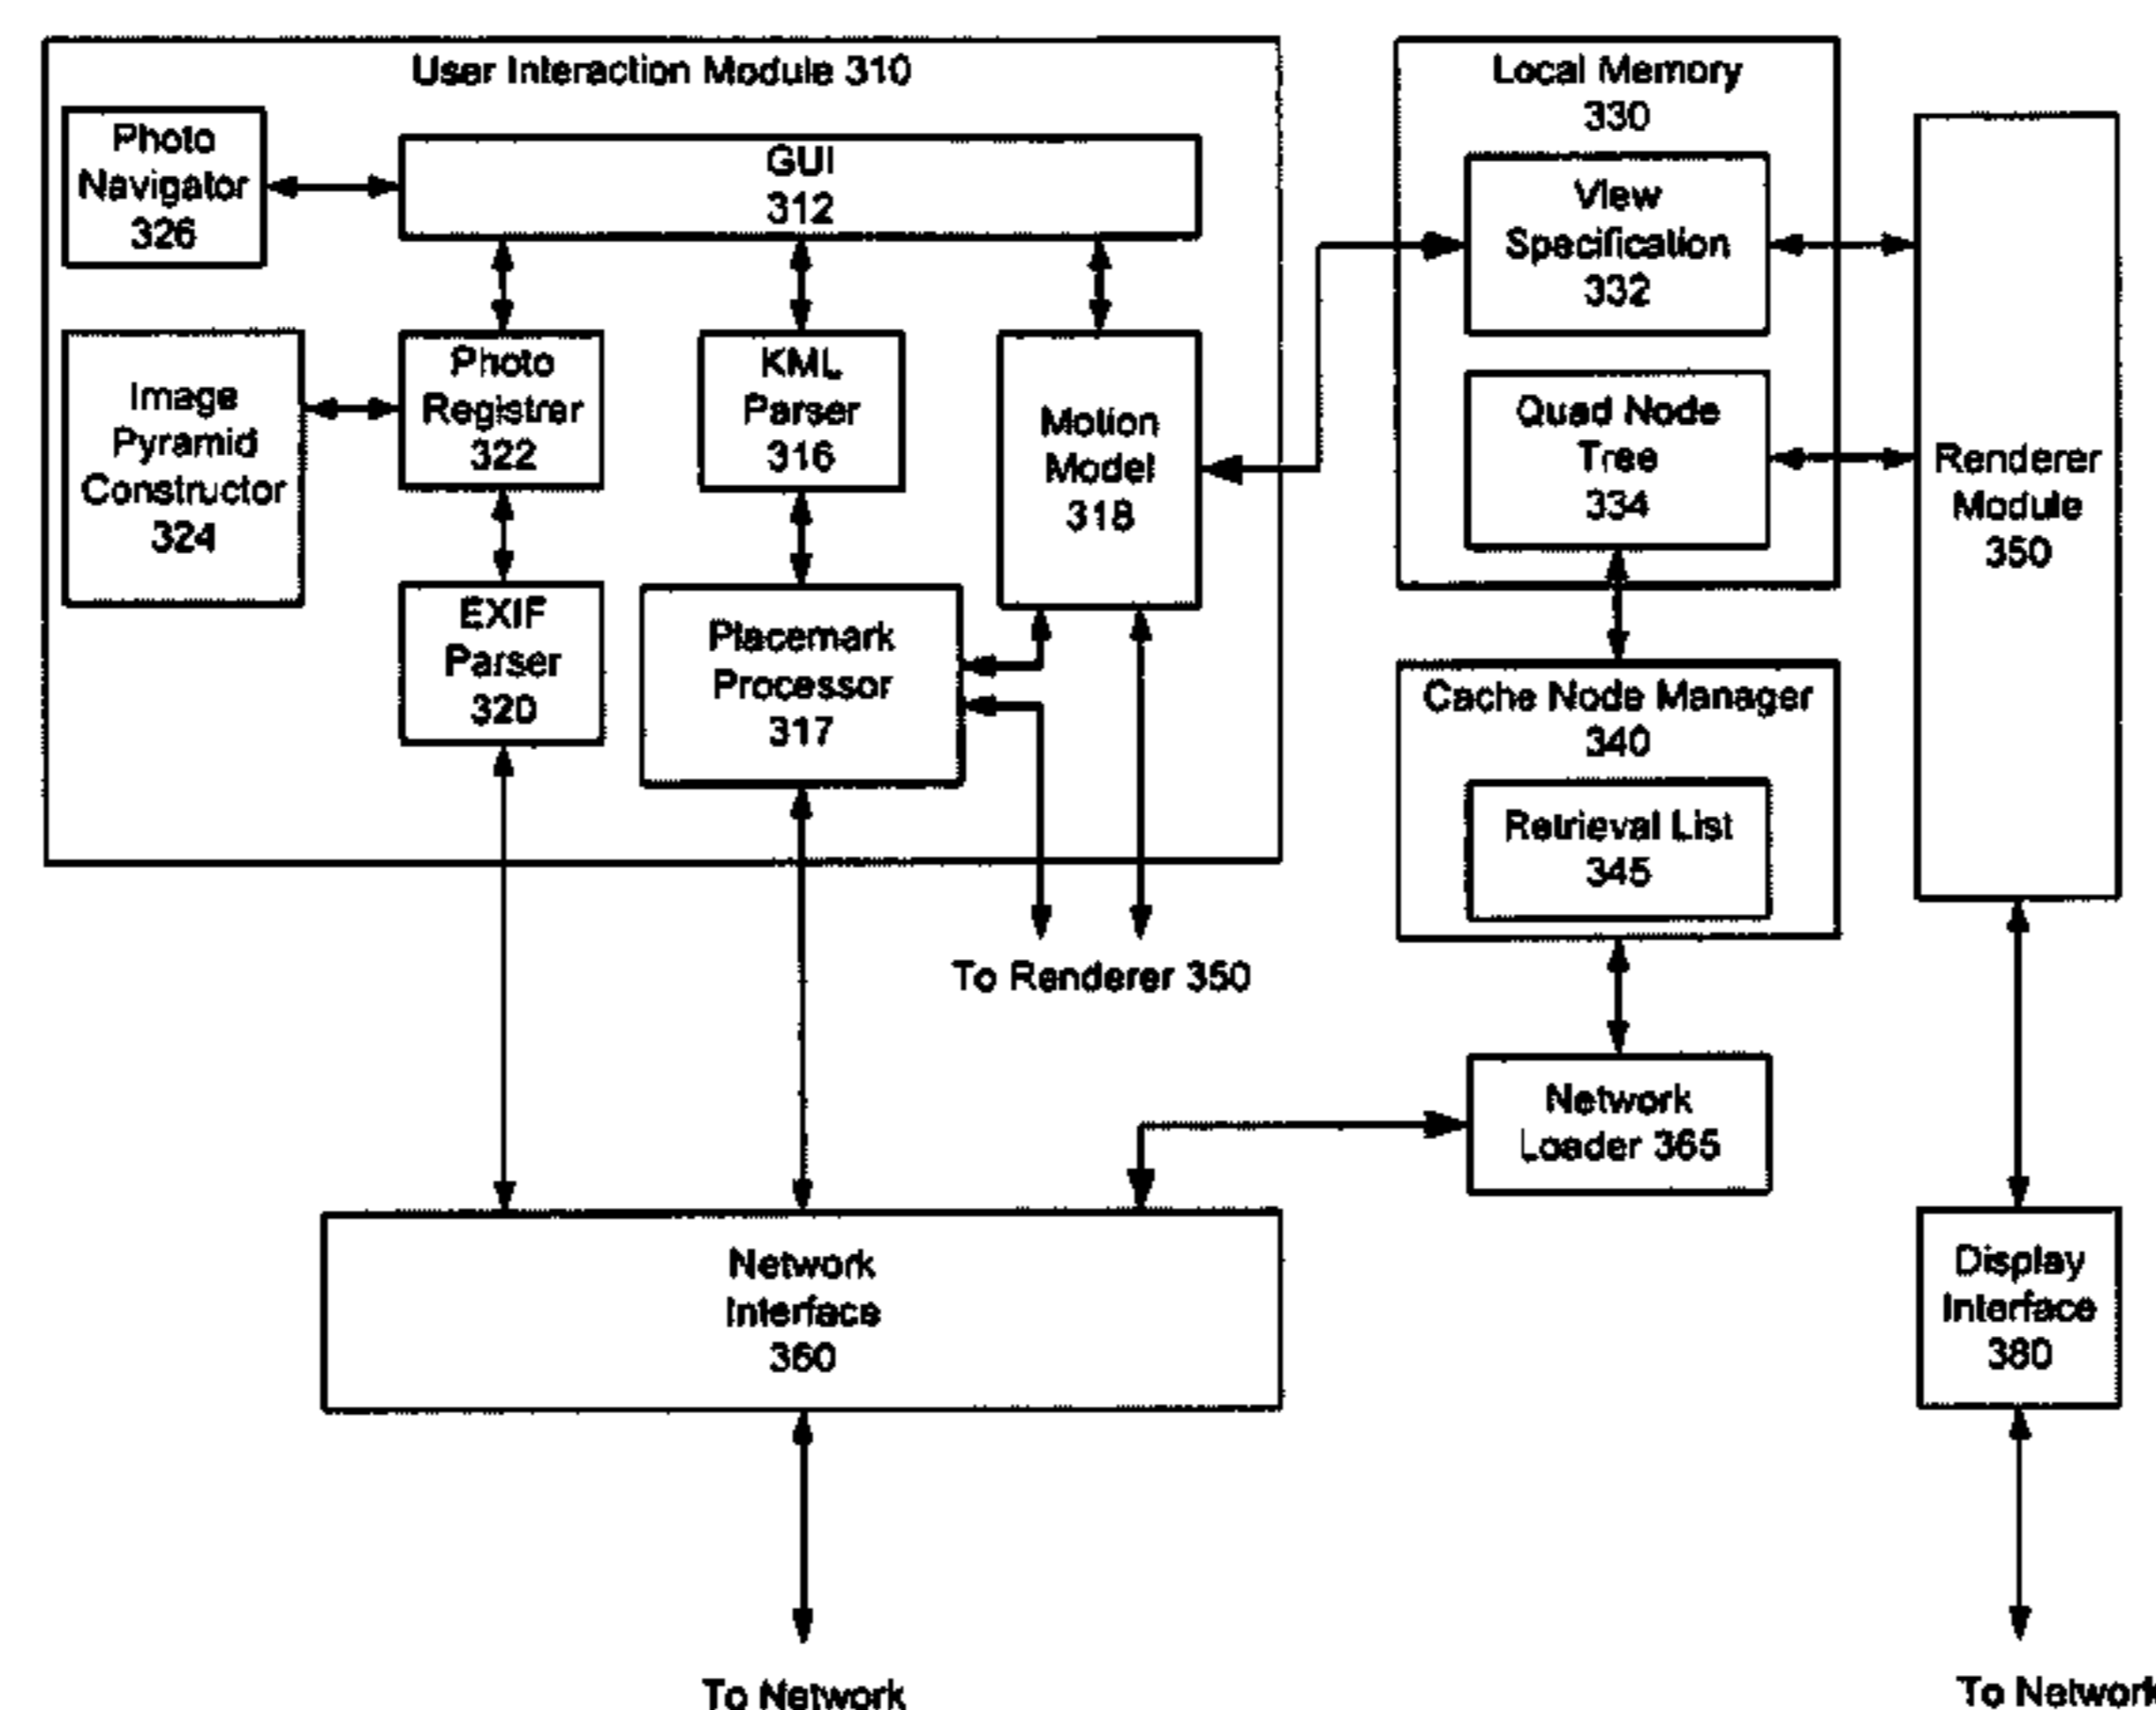 User Interaction Module 310
Photo
Navigator
326
GUI
312
Image
Pyramid
Constructor
324
Photo
Registrer
322
KML
Parser
316
Motion
Model
318
EXIF
Parser
320
Placemark
Processor
317
To Renderer 350
Local Memory
330
View
Specification
332
Quad Node
Tree
334
Cache Node Manager
340
Retrieval List
345
Renderer
Module
350
Network
Loader 365
Network
Interface
360
Display
Interface
380
To Network
To Network